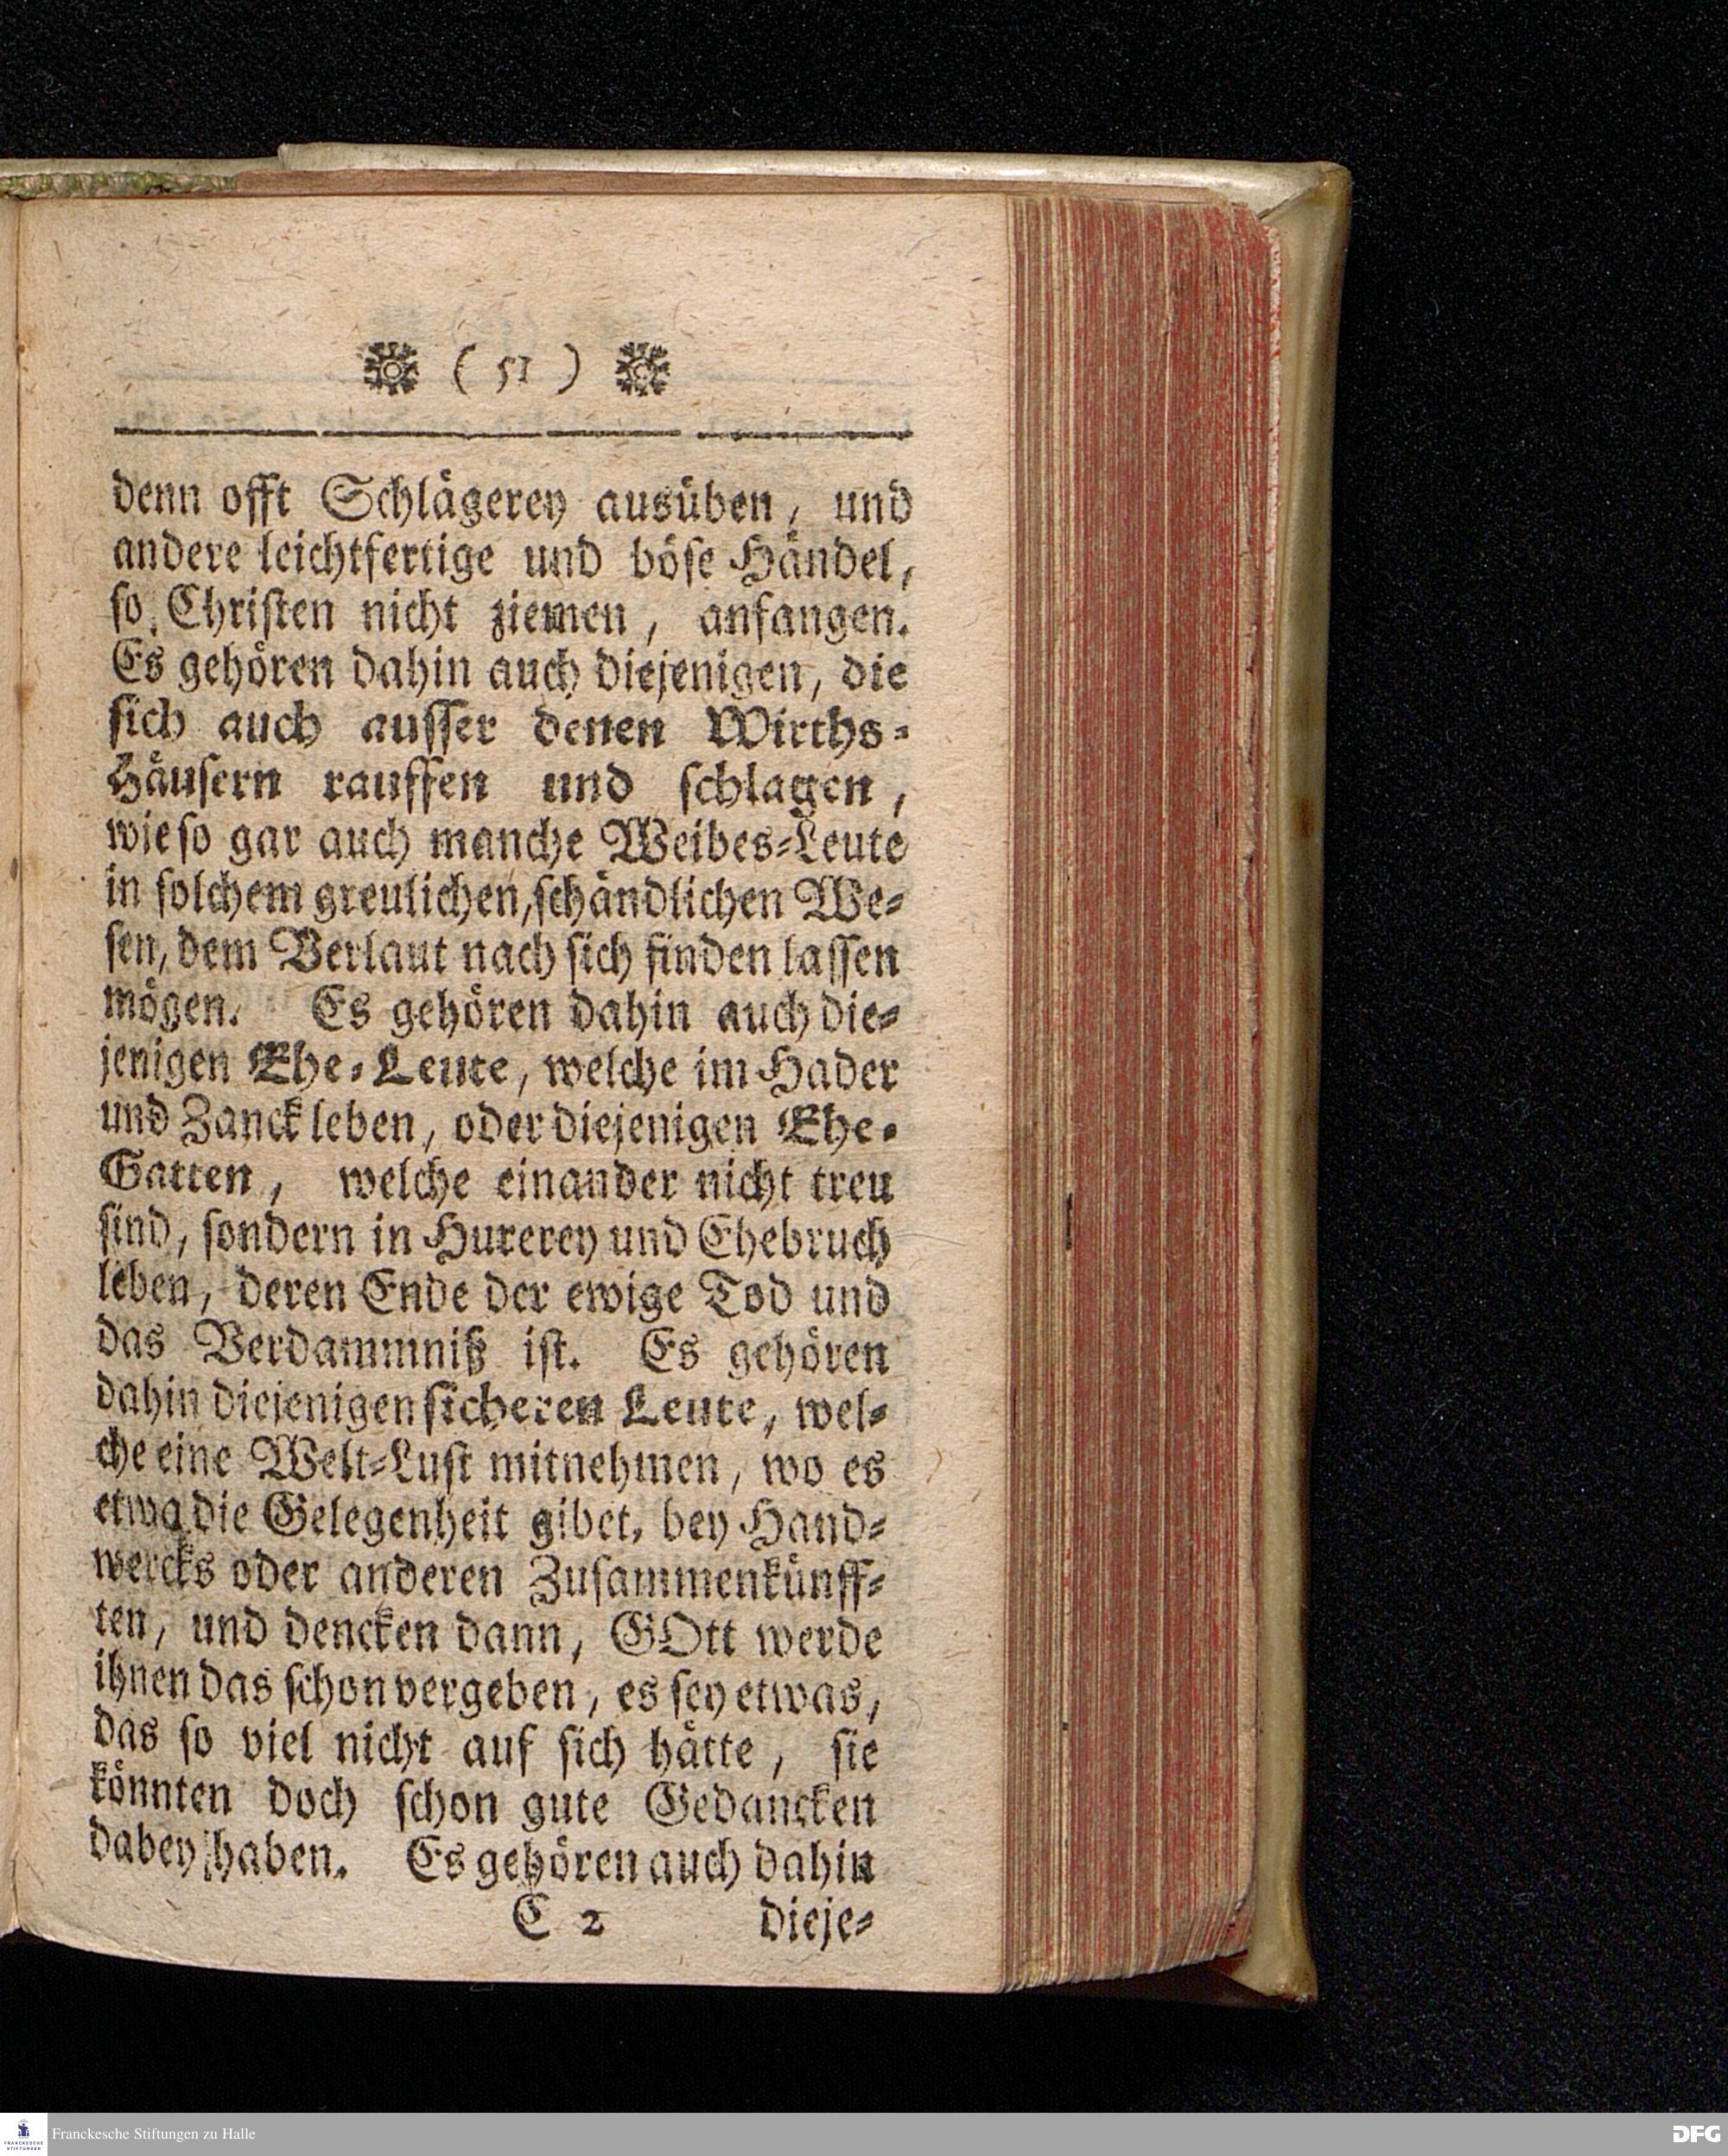 ( 51 )
denn offt Schlägerey ausüben, und
andere leichtfertige und böse Händel,
so Christen nicht ziemen, anfangen.
Es gehören dahin auch diejenigen, die
sich auch ausser denen Wirths-
Häusern rauffen und schlagen,
wie so gar auch manche Weibes-Leute
in solchem greulichen, schändlichen We-
sen, dem Verlaut nach sich finden lassen
mögen. Es gehören dahin auch die-
jenigen Ehe-Leute, welche im Hader
und Zanck leben, oder diejenigen Ehe-
Gatten, welche einander nicht treu
sind, sondern in Hurerey und Ehebruch
leben, deren Ende der ewige Tod und
das Verdammniß ist. Es gehören
dahin diejenigen sicheren Leute, wel-
che eine Welt-Lust mitnehmen, wo es
etwa die Gelegenheit gibet, bey Hand-
wercks oder anderen Zusammenkünff-
ten, und dencken dann, GOtt werde
ihnen das schon vergeben, es sey etwas,
das so viel nicht auf sich hätte, sie
könnten doch schon gute Gedancken
dabey haben. Es gehören auch dahin
C 2 dieje-
Franckesche Stiftungen zu Halle
FRANCKESCHE STIFTUNGEN
DFG